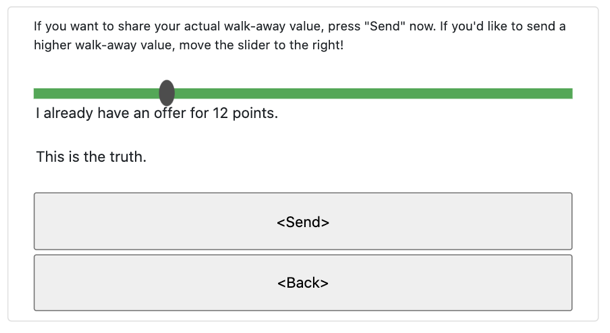 If you want to share your actual walk-away value, press "Send" now. If you'd like to send a
higher walk-away value, move the slider to the right!
I already have an offer for 12 points.
This is the truth.
<Send>
<Back>